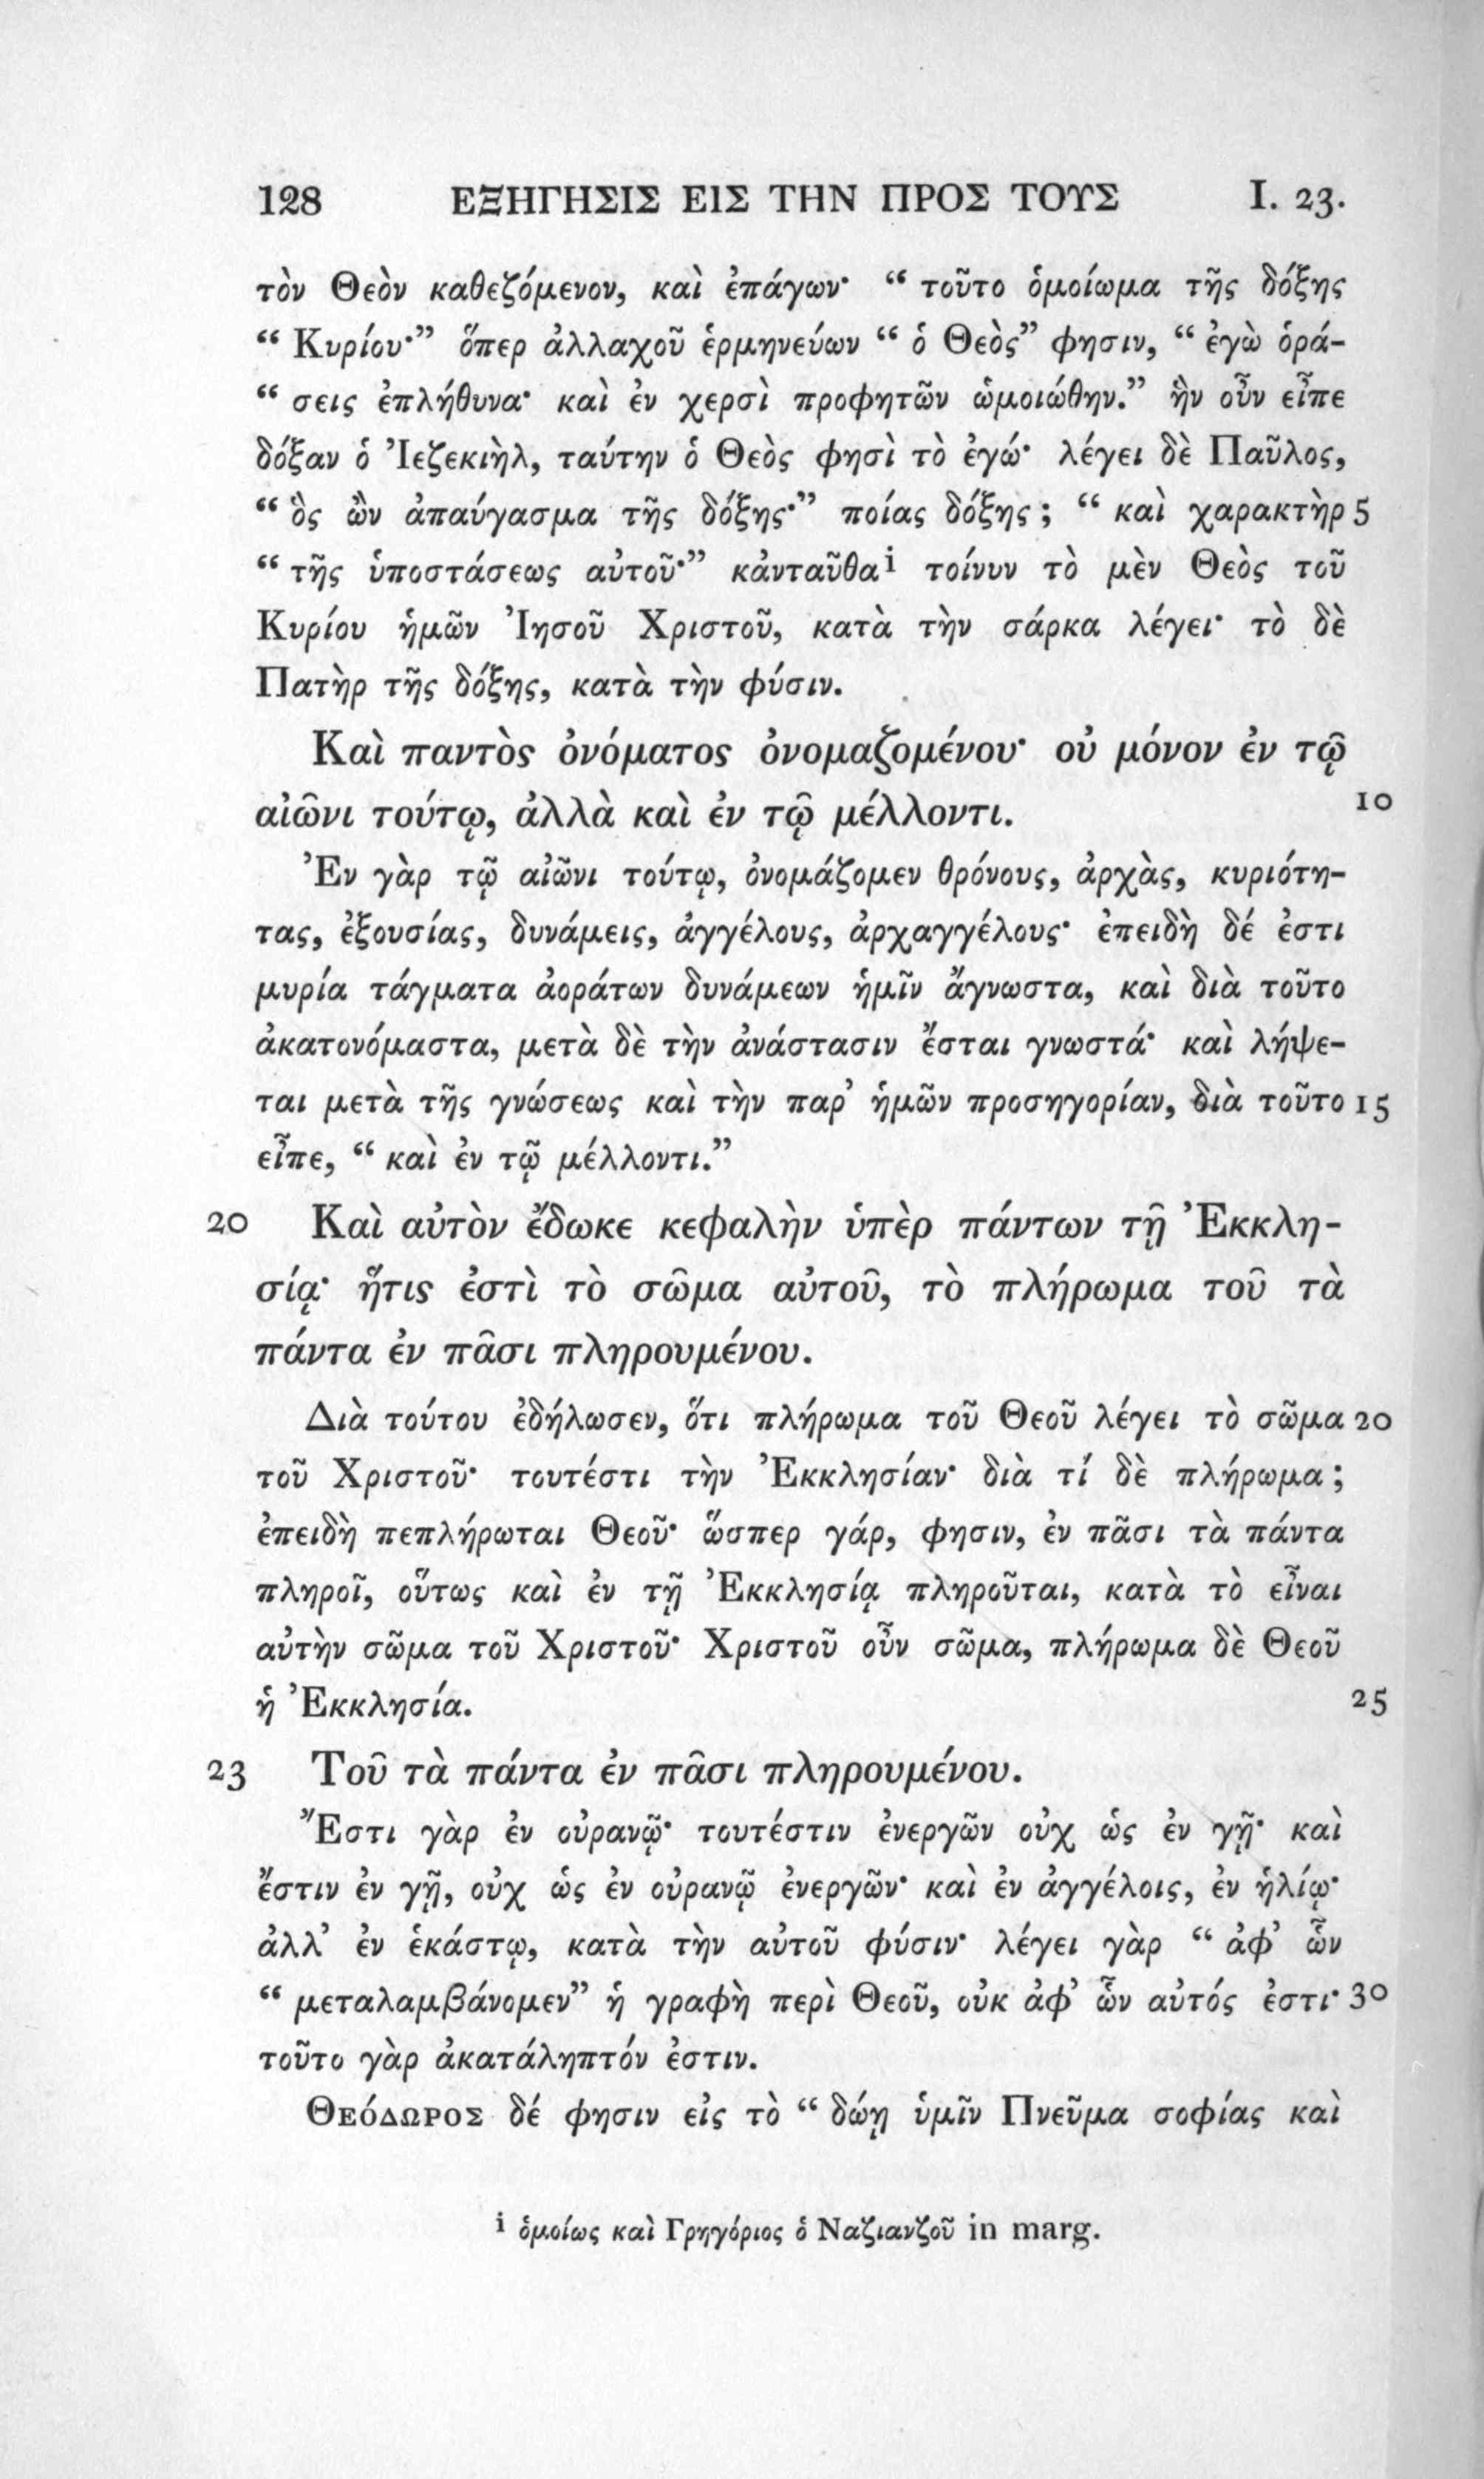 128 ΕΞΗΓΗΣΙΣ ΕΙΣ ΤΗΝ ΠΡΟΣ ΤΟΥΣ I. 23.
τὸν Θεὸν καθεζόμενον, καὶ ἐπάγων· “ τοῦτο ὁμοίωμα τῆς δόξης
“ Κυρίου·” ὅπερ ἀλλαχοῦ ἑρμηνεύων “ ὁ Θεὸς” φησιν, “ ἐγὼ ὁρά-
“ σεις ἐπλήθυνα· καὶ ἐν χερσὶ προφητῶν ὡμοιώθην.” ἣν οὖν εἶπε
δόξαν ὁ Ἰεζεκιὴλ, ταύτην ὁ Θεὸς φησὶ τὸ ἐγώ· λέγει δὲ Παῦλος,
“ ὃς ὢν ἀπαύγασμα τῆς δόξης·” ποίας δόξης ; “ καὶ χαρακτὴρ 5
“ τῆς ὑποστάσεως αὐτοῦ·” κἀνταῦθα i τοίνυν τὸ μὲν Θεὸς τοῦ
Κυρίου ἡμῶν Ἰησοῦ Χριστοῦ, κατὰ τὴν σάρκα λέγει· τὸ δὲ
Πατὴρ τῆς δόξης, κατὰ τὴν φύσιν.
Καὶ παντὸς ὀνόματος ὀνομαζομένου· οὐ μόνον ἐν τῷ
αἰῶνι τούτῳ, ἀλλὰ καὶ ἐν τῷ μέλλοντι. 10
Ἐν γὰρ τῷ αἰῶνι τούτῳ, ὀνομάζομεν θρόνους, ἀρχὰς, κυριότη-
τας, ἐξουσίας, δυνάμεις, ἀγγέλους, ἀρχαγγέλους· ἐπειδὴ δέ ἐστι
μυρία τάγματα ἀοράτων δυνάμεων ἡμῖν ἄγνωστα, καὶ διὰ τοῦτο
ἀκατονόμαστα, μετὰ δὲ τὴν ἀνάστασιν ἔσται γνωστά· καὶ λήψε-
ται μετὰ τῆς γνώσεως καὶ τὴν παρ’ ἡμῶν προσηγορίαν, διὰ τοῦτο 15
εἶπε, “ καὶ ἐν τῷ μέλλοντι.”
20 Καὶ αὐτὸν ἔδωκε κεφαλὴν ὑπὲρ πάντων τῇ Ἐκκλη-
σίᾳ· ἥτις ἐστὶ τὸ σῶμα αὐτοῦ, τὸ πλήρωμα τοῦ τὰ
πάντα ἐν πᾶσι πληρουμένου.
Διὰ τούτου ἐδήλωσεν, ὅτι πλήρωμα τοῦ Θεοῦ λέγει τὸ σῶμα 20
τοῦ Χριστοῦ· τουτέστι τὴν Ἐκκλησίαν· διὰ τί δὲ πλήρωμα ;
ἐπειδὴ πεπλήρωται Θεοῦ· ὥσπερ γάρ, φησιν, ἐν πᾶσι τὰ πάντα
πληροῖ, οὕτως καὶ ἐν τῇ Ἐκκλησίᾳ πληροῦται, κατὰ τὸ εἶναι
αὐτὴν σῶμα τοῦ Χριστοῦ· Χριστοῦ οὖν σῶμα, πλήρωμα δὲ Θεοῦ
ἡ Ἐκκλησία. 25
23 Τοῦ τὰ πάντα ἐν πᾶσι πληρουμένου.
Ἔστι γὰρ ἐν οὐρανῷ· τουτέστιν ἐνεργῶν οὐχ ὡς ἐν γῇ· καὶ
ἔστιν ἐν γῇ, οὐχ ὡς ἐν οὐρανῷ ἐνεργῶν· καὶ ἐν ἀγγέλοις, ἐν ἡλίῳ·
ἀλλ’ ἐν ἑκάστῳ, κατὰ τὴν αὐτοῦ φύσιν· λέγει γὰρ “ ἀφ’ ὧν
“ μεταλαμβάνομεν” ἡ γραφὴ περὶ Θεοῦ, οὐκ ἀφ’ ὧν αὐτός ἐστι· 30
τοῦτο γὰρ ἀκατάληπτόν ἐστιν.
ΘΕΌΔΩΡΟΣ δέ φησιν εἰς τὸ “ δώῃ ὑμῖν Πνεῦμα σοφίας καὶ
i ὁμοίως καὶ Γρηγόριος ὁ Ναζιανζοῦ in marg.